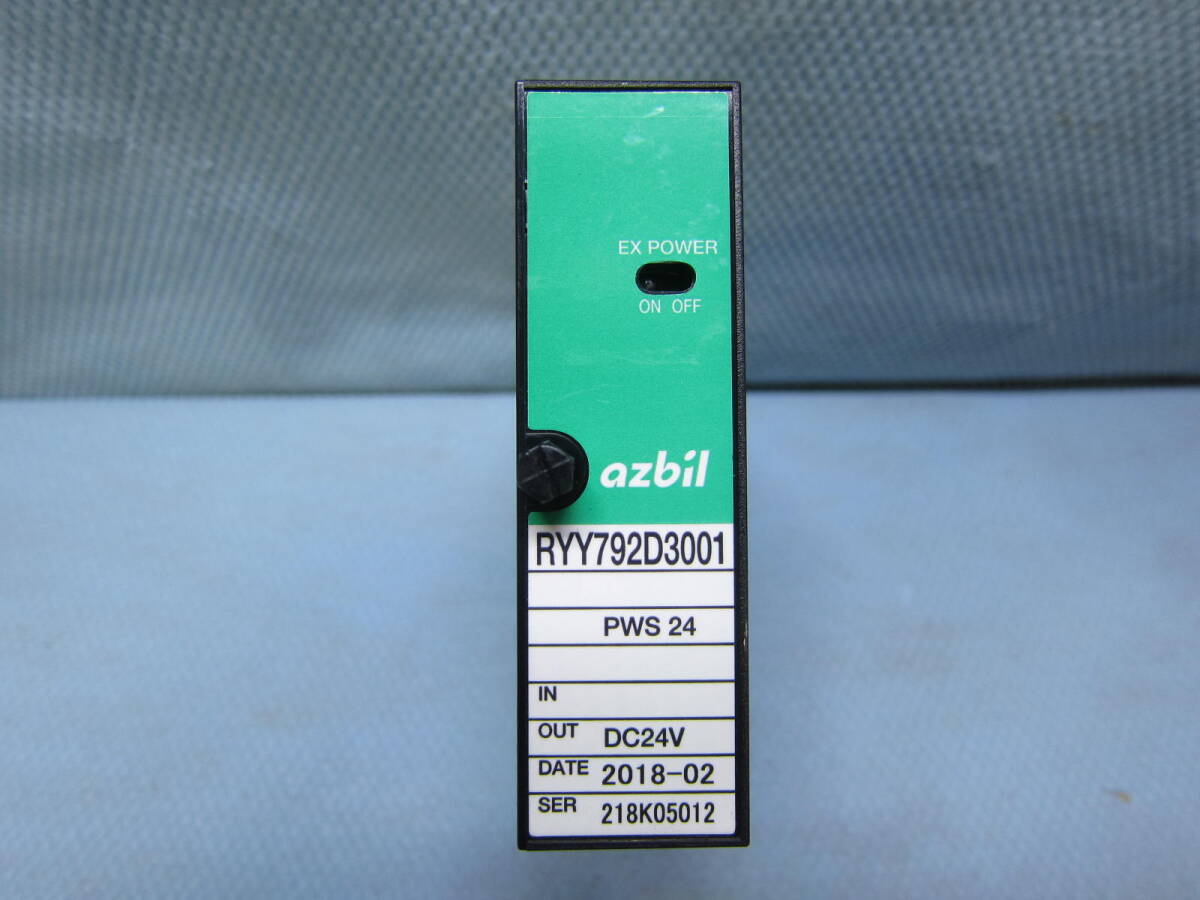 EX POWER
ON OFF
azbil
RYY792D3001
PWS 24
IN
OUT DC24V
DATE 2018-02
SER 218K05012